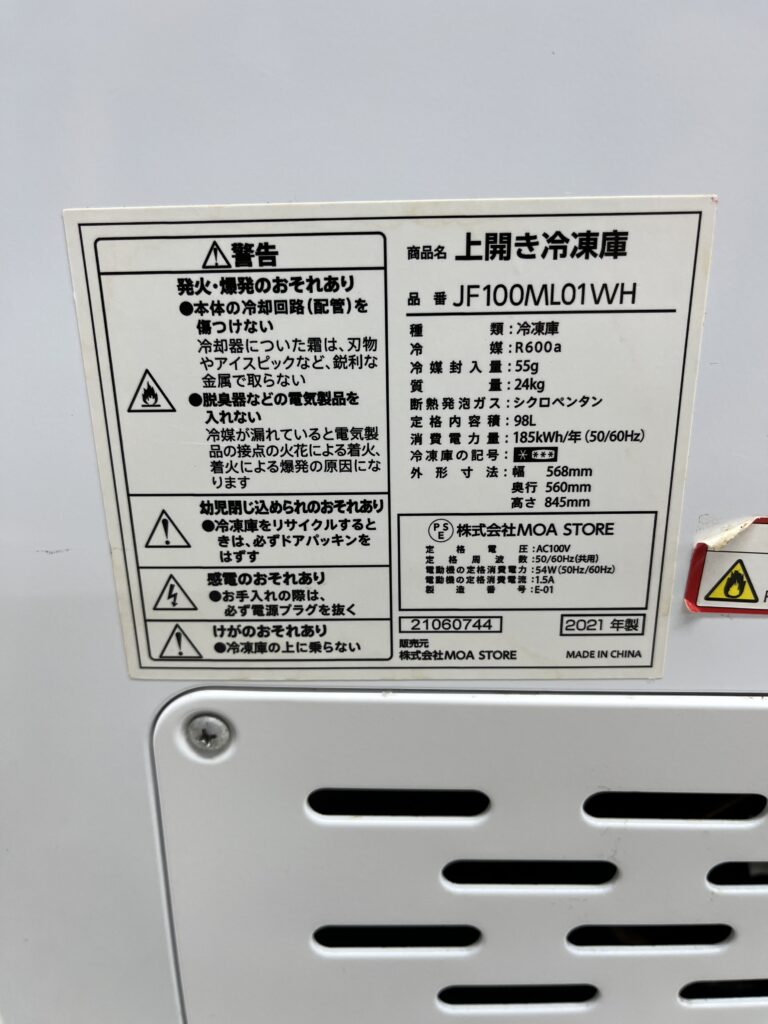 警告
発火・爆発のおそれあり
●本体の冷却回路(配管)を
傷つけない
冷却器についた霜は、刃物
やアイスピックなど、鋭利な
金属で取らない
●脱臭器などの電気製品を
入れない
冷媒が漏れていると電気製
品の接点の火花による着火、
着火による爆発の原因にな
ります
幼児閉じ込められのおそれあり
●冷凍庫をリサイクルすると
きは、必ずドアパッキンを
はずす
感電のおそれあり
●お手入れの際は、
必ず電源プラグを抜く
けがのおそれあり
●冷凍庫の上に乗らない
商品名 上開き冷凍庫
品番 JF100ML01WH
種類:冷凍庫
冷媒:R600a
冷媒封入量:55g
質量:24kg
断熱発泡ガス:シクロペンタン
定格内容積:98L
消費電力量:185kWh/年(50/60Hz)
冷凍庫の記号:****
外形寸法:幅 568mm
奥行 560mm
高さ 845mm
PSE 株式会社MOA STORE
定格電圧:AC100V
定格周波数:50/60Hz(共用)
電動機の定格消費電力:54W(50Hz/60Hz)
電動機の定格消費電流:1.5A
製造番号:E-01
21060744 2021 年製
販売元
株式会社MOA STORE MADE IN CHINA